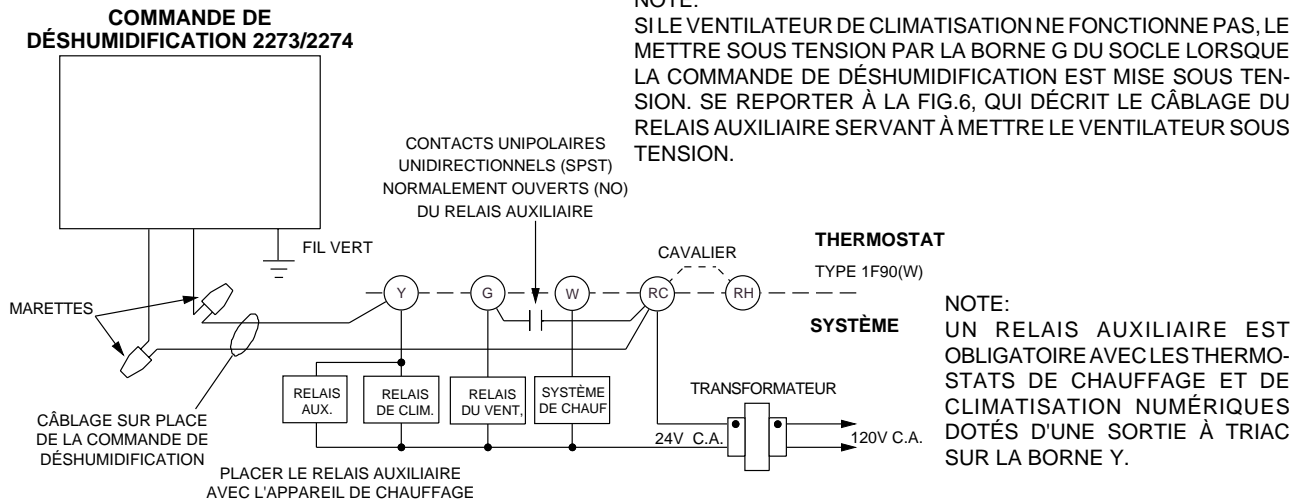 COMMANDE DE
DÉSHUMIDIFICATION 2273/2274
NOTE:
SI LE VENTILATEUR DE CLIMATISATION NE FONCTIONNE PAS, LE
METTRE SOUS TENSION PAR LA BORNE G DU SOCLE LORSQUE
LA COMMANDE DE DÉSHUMIDIFICATION EST MISE SOUS TEN-
SION. SE REPORTER À LA FIG.6, QUI DÉCRIT LE CÂBLAGE DU
RELAIS AUXILIAIRE SERVANT À METTRE LE VENTILATEUR SOUS
TENSION.
CONTACTS UNIPOLAIRES
UNIDIRECTIONNELS (SPST)
NORMALEMENT OUVERTS (NO)
DU RELAIS AUXILIAIRE
FIL VERT
CAVALIER
THERMOSTAT
TYPE 1F90(W)
MARETTES
Y
G
W
RC
RH
SYSTÈME
NOTE:
UN RELAIS AUXILIAIRE EST
OBLIGATOIRE AVEC LES THERMO-
STATS DE CHAUFFAGE ET DE
CLIMATISATION NUMÉRIQUES
DOTÉS D'UNE SORTIE À TRIAC
SUR LA BORNE Y.
RELAIS
AUX.
RELAIS
DE CLIM.
RELAIS
DU VENT,
SYSTÈME
DE CHAUF
TRANSFORMATEUR
24V C.A.
120V C.A.
CÂBLAGE SUR PLACE
DE LA COMMANDE DE
DÉSHUMIDIFICATION
PLACER LE RELAIS AUXILIAIRE
AVEC L'APPAREIL DE CHAUFFAGE